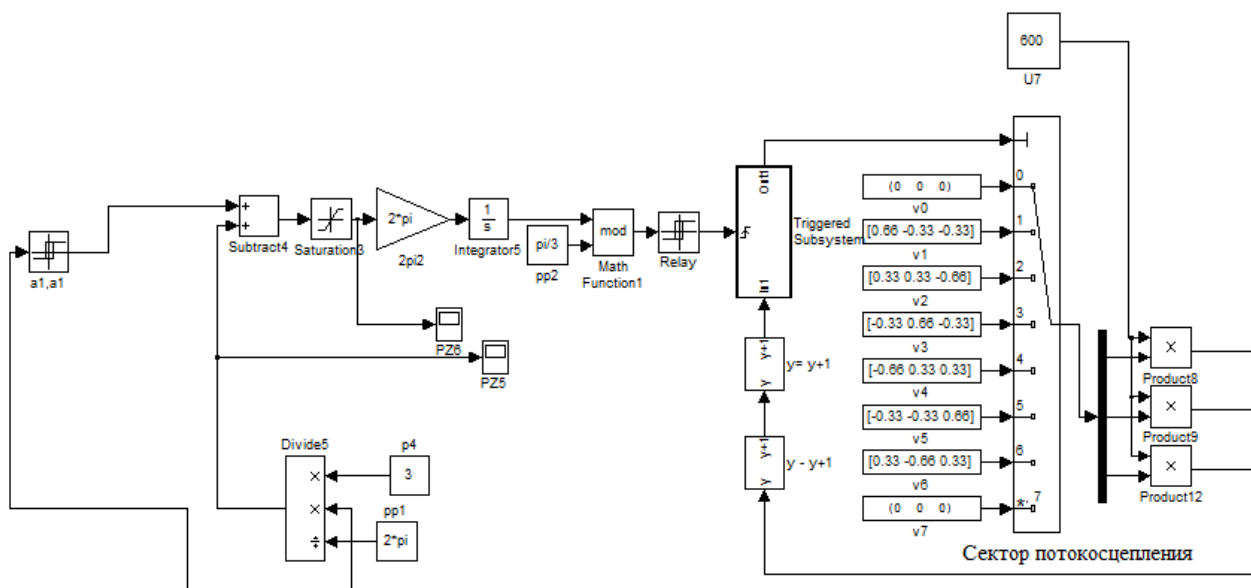 600
U7
+
+
Subtract4
Saturation3
2*pi
2pi2
1
s
Integrator5
pi/3
pp2
mod
Math
Function1
Relay
a1,a1
PZ6
PZ5
Divide5
×
×
÷
p4
3
pp1
2*pi
Out1
In1
Triggered
Subsystem
y+1
y
y= y+1
y+1
y
y - y+1
(0 0 0)
v0
[0.66 -0.33 -0.33]
v1
[0.33 0.33 -0.66]
v2
[-0.33 0.66 -0.33]
v3
[-0.66 0.33 0.33]
v4
[-0.33 -0.33 0.66]
v5
[0.33 -0.66 0.33]
v6
(0 0 0)
v7
0
1
2
3
4
5
6
*, 7
×
Product8
×
Product9
×
Product12
Сектор потокосцепления